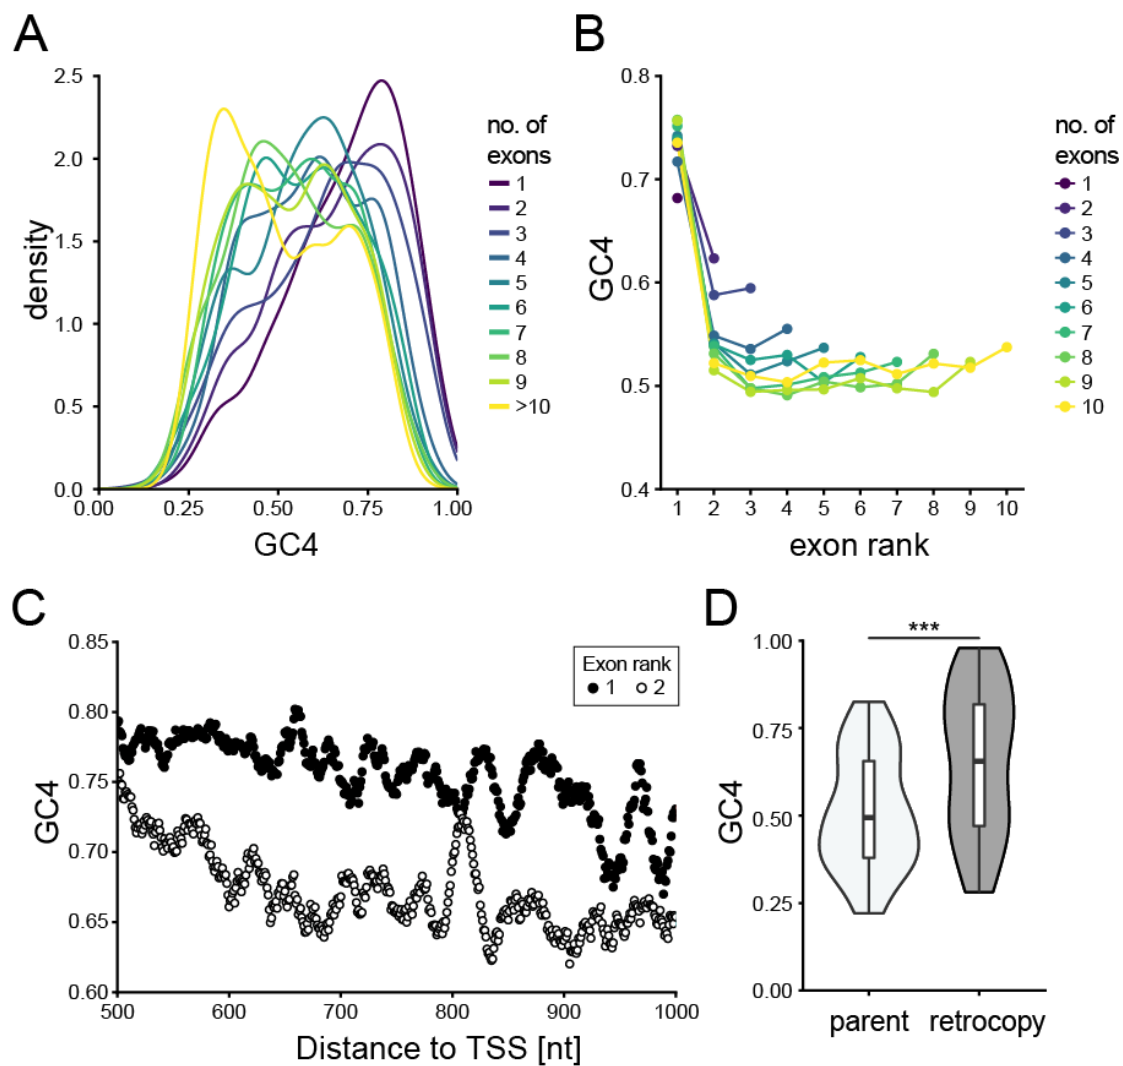 A
2.5
2.0
1.5
1.0
0.5
0.0
density
0.00 0.25 0.50 0.75 1.00
GC4
no. of
exons
1
2
3
4
5
6
7
8
9
>10
B
0.8
0.7
0.6
0.5
0.4
GC4
1 2 3 4 5 6 7 8 9 10
exon rank
no. of
exons
1
2
3
4
5
6
7
8
9
10
C
0.85
0.80
0.75
0.70
0.65
0.60
GC4
500 600 700 800 900 1000
Distance to TSS [nt]
Exon rank
1 2
D
***
1.00
0.75
0.50
0.25
0.00
GC4
parent retrocopy